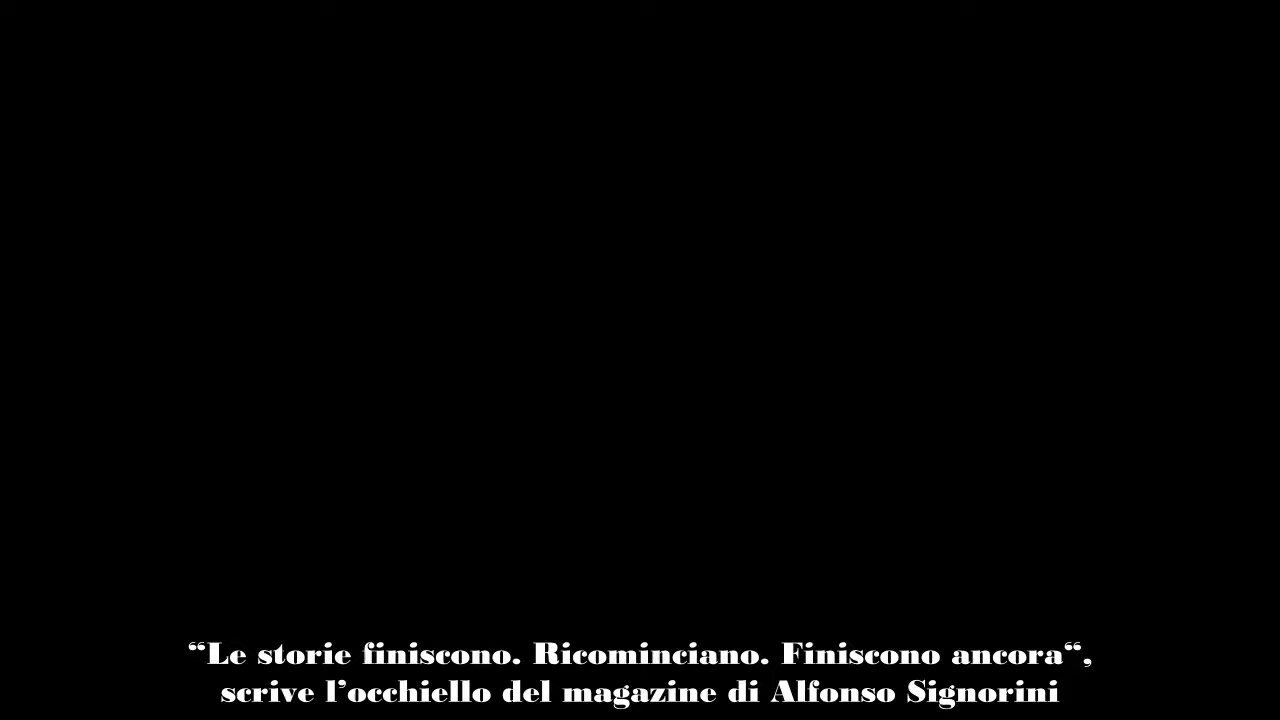 “Le storie finiscono. Ricominciano. Finiscono ancora“,
scrive l’occhiello del magazine di Alfonso Signorini